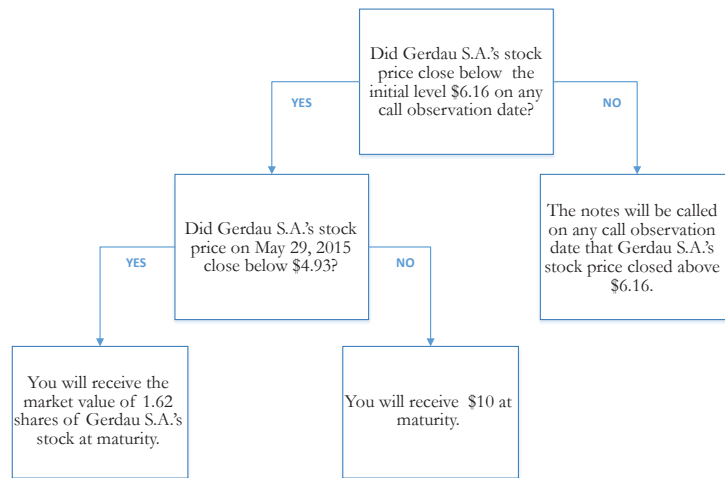 Did Gerdau S.A.'s stock
price close below the
initial level $6.16 on any
call observation date?
YES
NO
Did Gerdau S.A.'s stock
price on May 29, 2015
close below $4.93?
The notes will be called
on any call observation
date that Gerdau S.A.'s
stock price closed above
$6.16.
YES
NO
You will receive the
market value of 1.62
shares of Gerdau S.A.'s
stock at maturity.
You will receive $10 at
maturity.